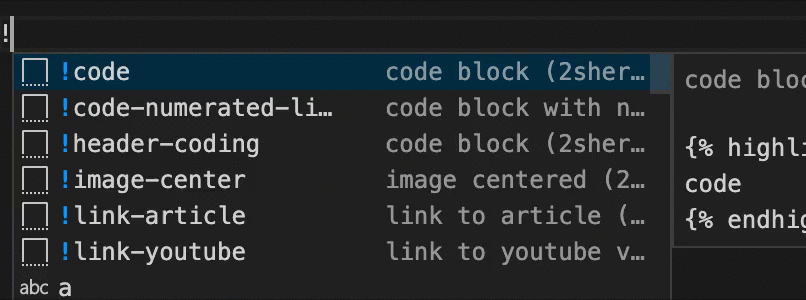 !
!code code block (2sher…
!code-numerated-li… code block with n…
!header-coding code block (2sher…
!image-center image centered (2…
!link-article link to article (…
!link-youtube link to youtube v…
abc a
code bloc
{% highli
code
{% endhig